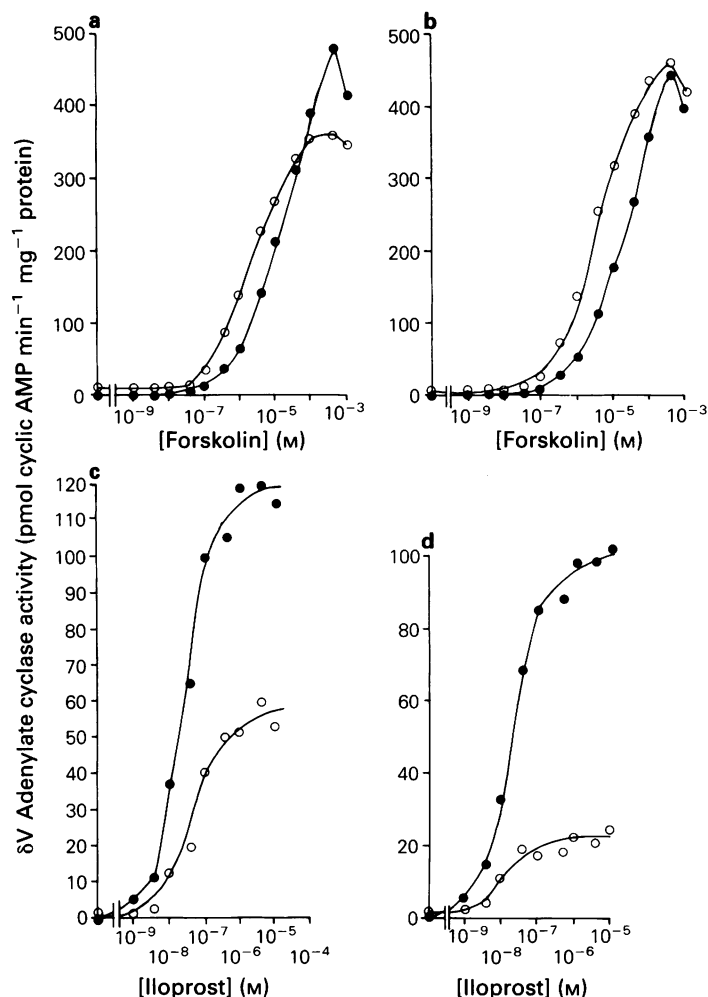 a
500
400
300
200
100
0
10⁻⁹ 10⁻⁷ 10⁻⁵ 10⁻³
[Forskolin] (M)
b
500
400
300
200
100
0
10⁻⁹ 10⁻⁷ 10⁻⁵ 10⁻³
[Forskolin] (M)
δV Adenylate cyclase activity (pmol cyclic AMP min⁻¹ mg⁻¹ protein)
c
120
110
100
90
80
70
60
50
40
30
20
10
0
10⁻⁹ 10⁻⁷ 10⁻⁵
10⁻⁸ 10⁻⁶ 10⁻⁴
[Iloprost] (M)
d
100
80
60
40
20
0
10⁻⁹ 10⁻⁷ 10⁻⁵
10⁻⁸ 10⁻⁶
[Iloprost] (M)